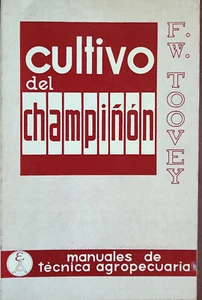 cultivo
del
champiñón
F. W. TOOVEY
manuales de
técnica agropecuaria